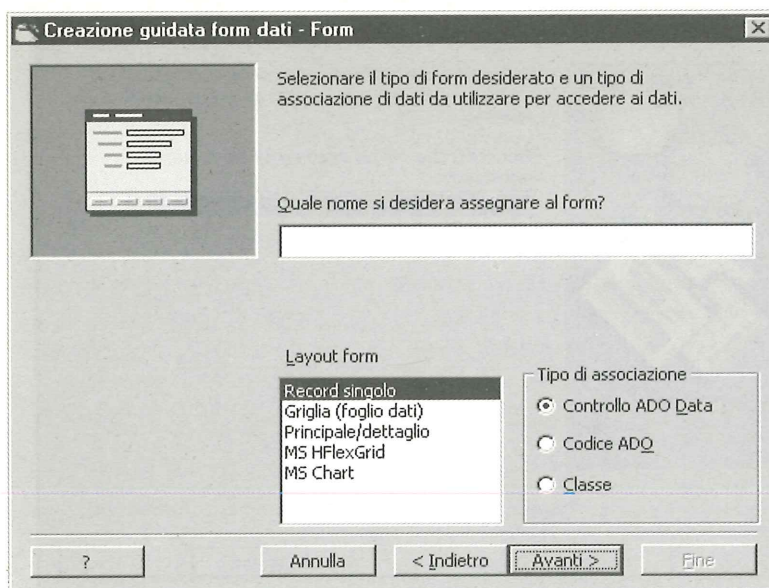 Creazione guidata form dati - Form
Selezionare il tipo di form desiderato e un tipo di
associazione di dati da utilizzare per accedere ai dati.
Quale nome si desidera assegnare al form?
Layout form
Record singolo
Griglia (foglio dati)
Principale/dettaglio
MS HFlexGrid
MS Chart
Tipo di associazione
Controllo ADO Data
Codice ADO
Classe
?
Annulla
< Indietro
Avanti >
Fine